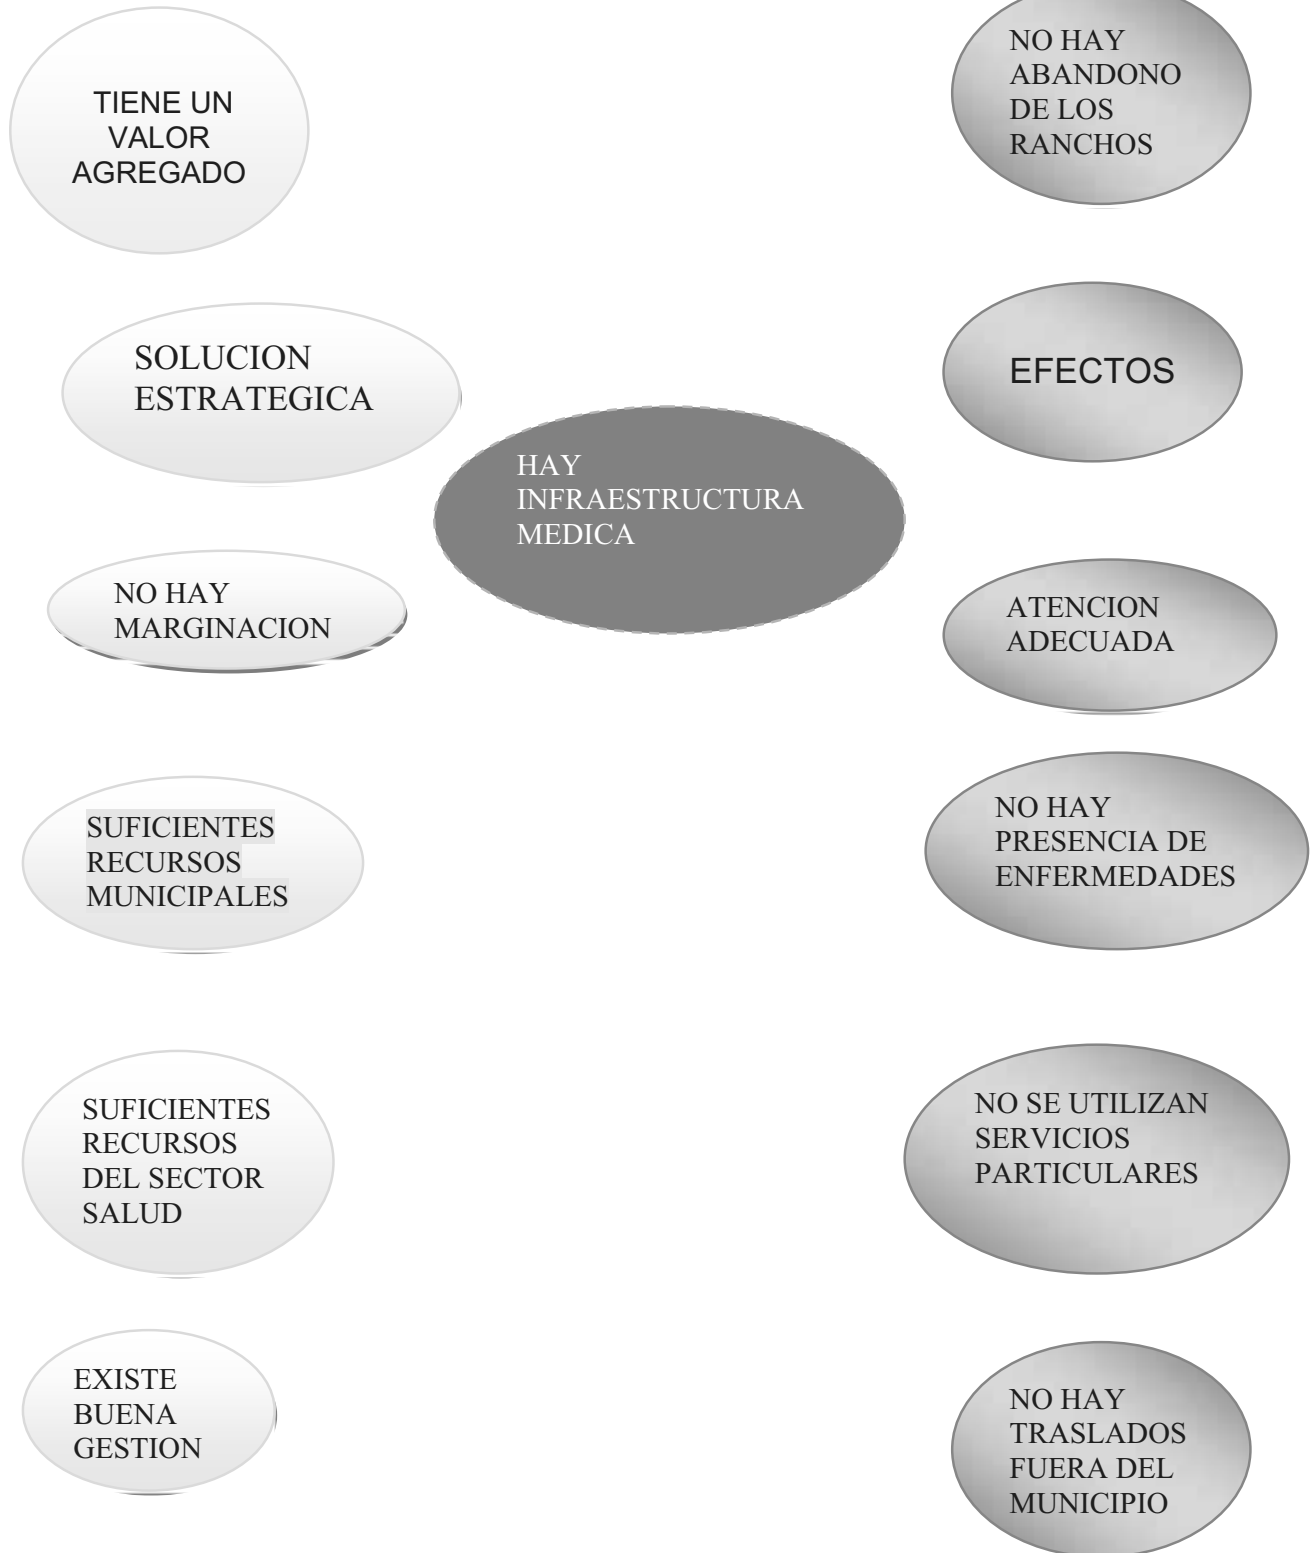 TIENE UN
VALOR
AGREGADO
SOLUCION
ESTRATEGICA
NO HAY
MARGINACION
SUFICIENTES
RECURSOS
MUNICIPALES
SUFICIENTES
RECURSOS
DEL SECTOR
SALUD
EXISTE
BUENA
GESTION
HAY
INFRAESTRUCTURA
MEDICA
NO HAY
ABANDONO
DE LOS
RANCHOS
EFECTOS
ATENCION
ADECUADA
NO HAY
PRESENCIA DE
ENFERMEDADES
NO SE UTILIZAN
SERVICIOS
PARTICULARES
NO HAY
TRASLADOS
FUERA DEL
MUNICIPIO